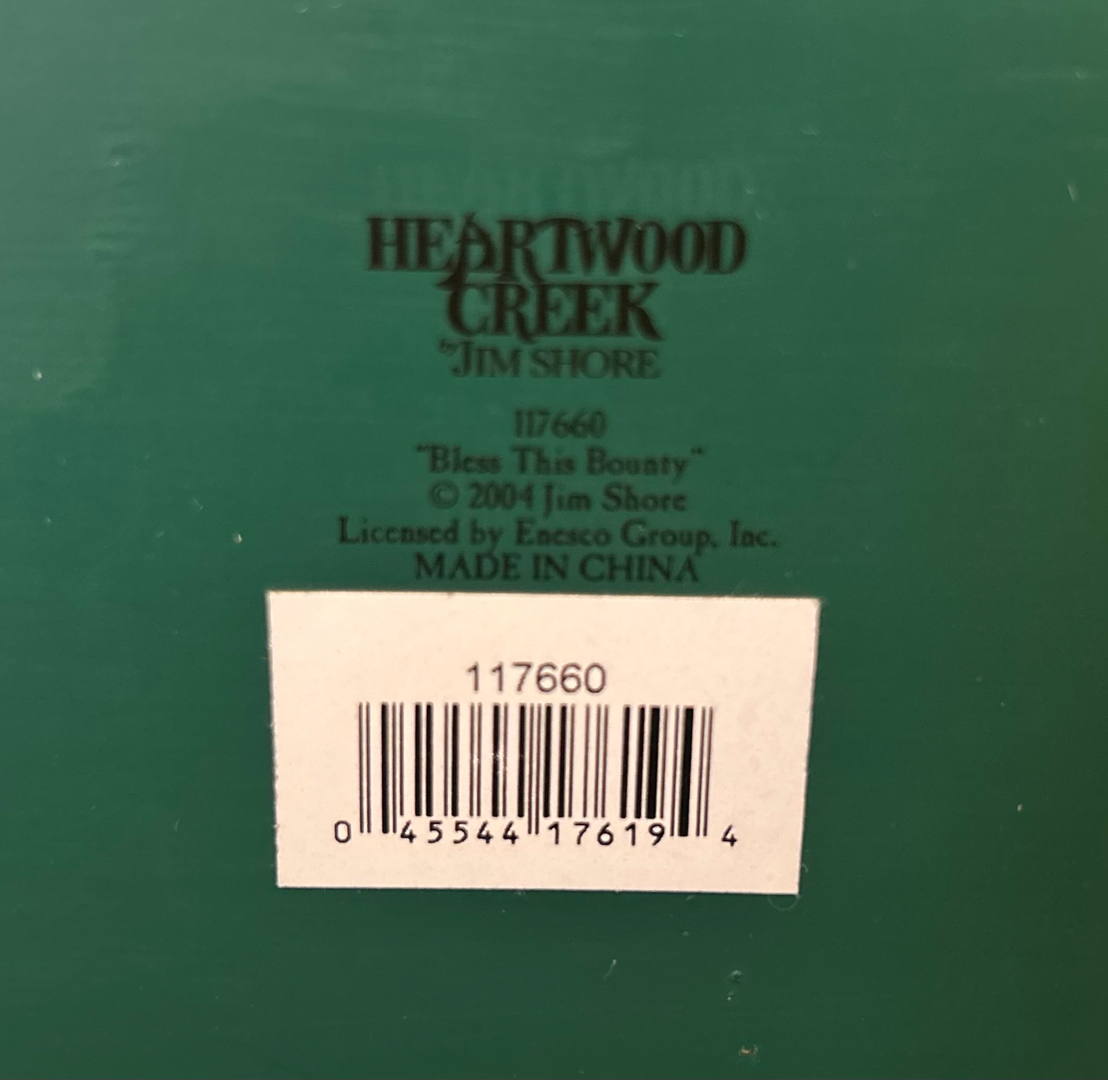 HEARTWOOD
CREEK
by JIM SHORE
117660
"Bless This Bounty"
© 2004 Jim Shore
Licensed by Enesco Group, Inc.
MADE IN CHINA
117660
0 45544 17619 4